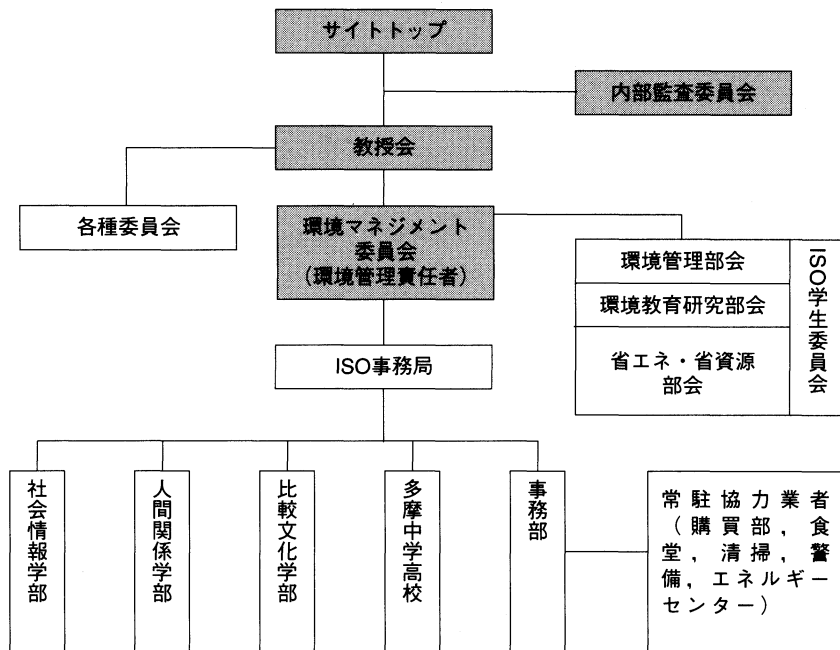 サイトトップ
内部監査委員会
教授会
各種委員会
環境マネジメント
委員会
（環境管理責任者）
環境管理部会
環境教育研究部会
省エネ・省資源
部会
ISO学生委員会
ISO事務局
社会情報学部
人間関係学部
比較文化学部
多摩中学高校
事務部
常駐協力業者
（購買部，食
堂，清掃，警
備，エネルギー
センター）